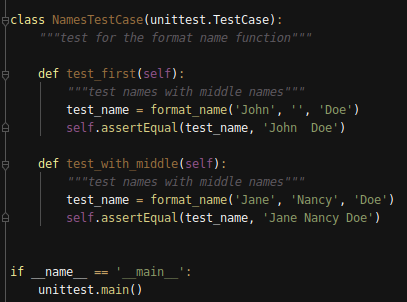 class NamesTestCase(unittest.TestCase):
    """test for the format name function"""
    def test_first(self):
        """test names with middle names"""
        test_name = format_name('John', '', 'Doe')
        self.assertEqual(test_name, 'John  Doe')
    def test_with_middle(self):
        """test names with middle names"""
        test_name = format_name('Jane', 'Nancy', 'Doe')
        self.assertEqual(test_name, 'Jane Nancy Doe')
if __name__ == '__main__':
    unittest.main()